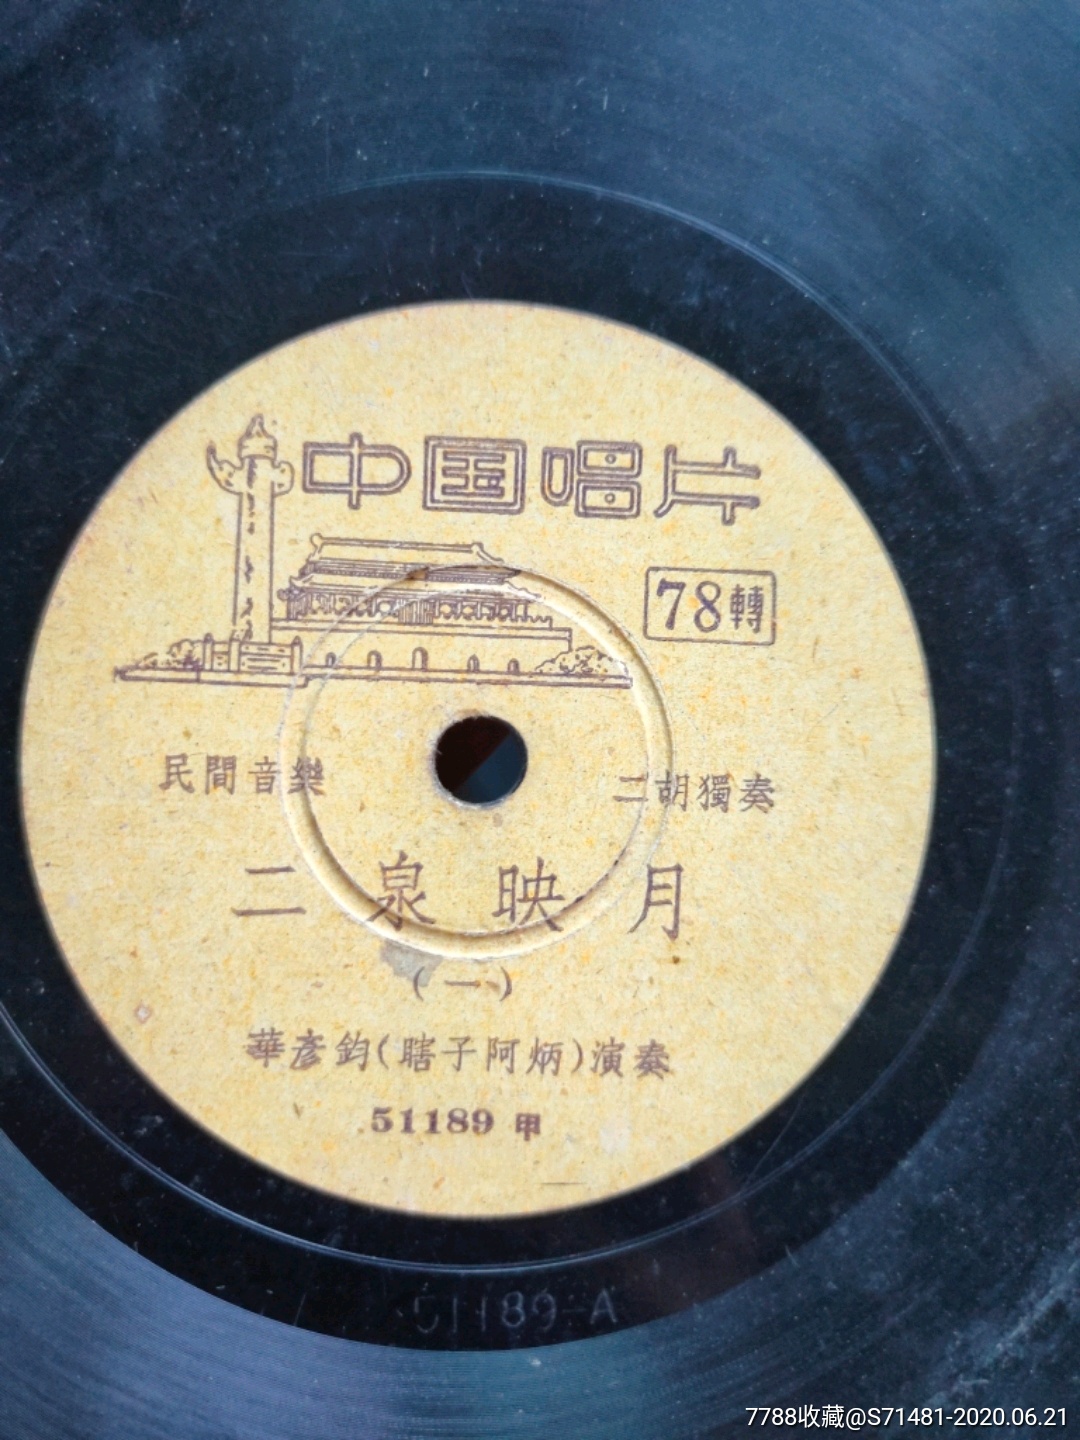 中国唱片
78轉
民間音樂
二胡獨奏
二泉映月
(一)
華彥鈞(瞎子阿炳)演奏
51189 甲
51189-A
7788收藏@S71481-2020.06.21